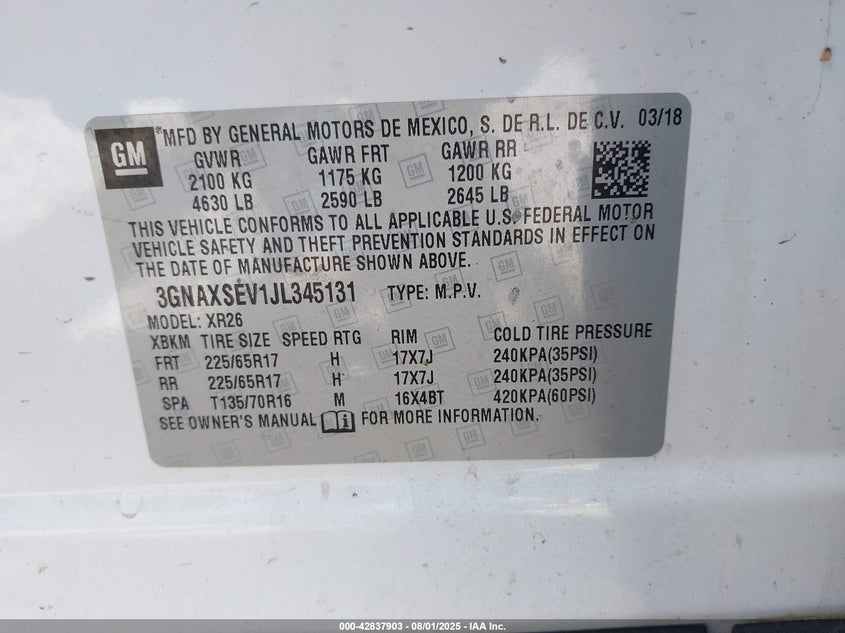 GM
®MFD BY GENERAL MOTORS DE MEXICO, S. DE R.L. DE C.V. 03/18
GVWR GAWR FRT GAWR RR
2100 KG 1175 KG 1200 KG
4630 LB 2590 LB 2645 LB
THIS VEHICLE CONFORMS TO ALL APPLICABLE U.S. FEDERAL MOTOR
VEHICLE SAFETY AND THEFT PREVENTION STANDARDS IN EFFECT ON
THE DATE OF MANUFACTURE SHOWN ABOVE.
3GNAXSEV1JL345131 TYPE: M.P.V.
MODEL: XR26
XBKM TIRE SIZE SPEED RTG RIM COLD TIRE PRESSURE
FRT 225/65R17 H 17X7J 240KPA(35PSI)
RR 225/65R17 H 17X7J 240KPA(35PSI)
SPA T135/70R16 M 16X4BT 420KPA(60PSI)
SEE OWNER'S MANUAL FOR MORE INFORMATION.
000-42837903 - 08/01/2025 - IAA Inc.